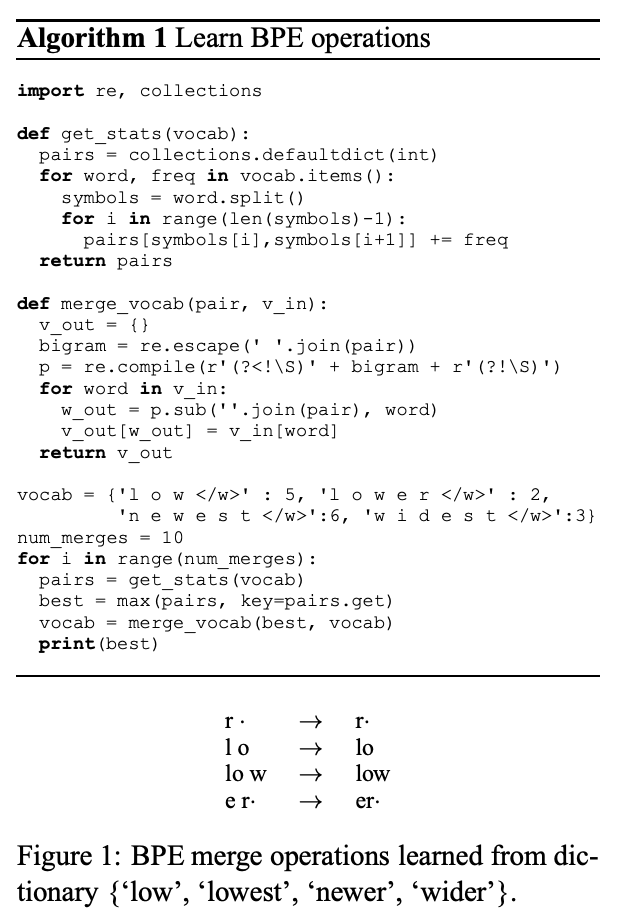 Algorithm 1 Learn BPE operations
import re, collections
def get_stats(vocab):
  pairs = collections.defaultdict(int)
  for word, freq in vocab.items():
    symbols = word.split()
    for i in range(len(symbols)-1):
      pairs[symbols[i],symbols[i+1]] += freq
  return pairs
def merge_vocab(pair, v_in):
  v_out = {}
  bigram = re.escape(' '.join(pair))
  p = re.compile(r'(?<!\S)' + bigram + r'(?!\S)')
  for word in v_in:
    w_out = p.sub(''.join(pair), word)
    v_out[w_out] = v_in[word]
  return v_out
vocab = {'l o w </w>' : 5, 'l o w e r </w>' : 2,
         'n e w e s t </w>':6, 'w i d e s t </w>':3}
num_merges = 10
for i in range(num_merges):
  pairs = get_stats(vocab)
  best = max(pairs, key=pairs.get)
  vocab = merge_vocab(best, vocab)
  print(best)
r · → r·
l o → lo
lo w → low
e r· → er·
Figure 1: BPE merge operations learned from dic-
tionary {‘low’, ‘lowest’, ‘newer’, ‘wider’}.